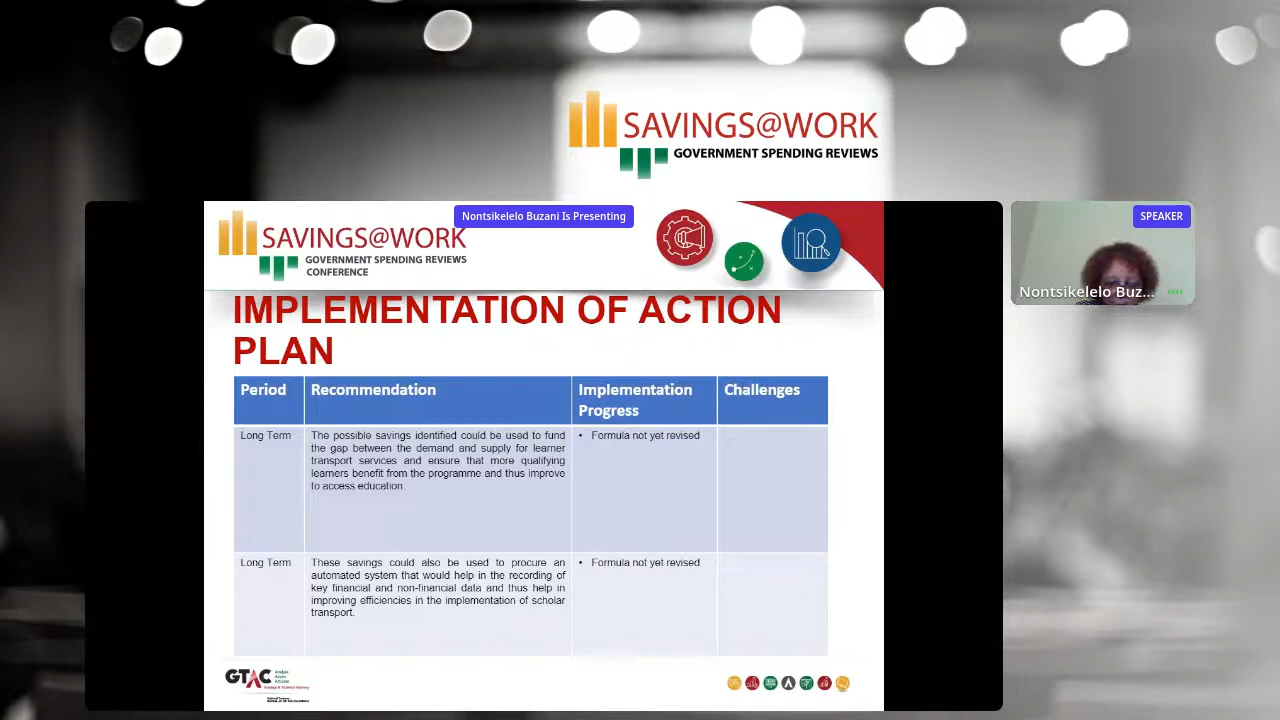 SAVINGS@WORK
GOVERNMENT SPENDING REVIEWS
Nontsikelelo Buzani Is Presenting
SPEAKER
SAVINGS@WORK
GOVERNMENT SPENDING REVIEWS
CONFERENCE
Nontsikelelo Buz...
IMPLEMENTATION OF ACTION
PLAN
Period
Recommendation
Implementation
Progress
Challenges
Long Term
The possible savings identified could be used to fund
the gap between the demand and supply for learner
transport services and ensure that more qualifying
learners benefit from the programme and thus improve
to access education.
• Formula not yet revised
Long Term
These savings could also be used to procure an
automated system that would help in the recording of
key financial and non-financial data and thus help in
improving efficiencies in the implementation of scholar
transport.
• Formula not yet revised
GTAC